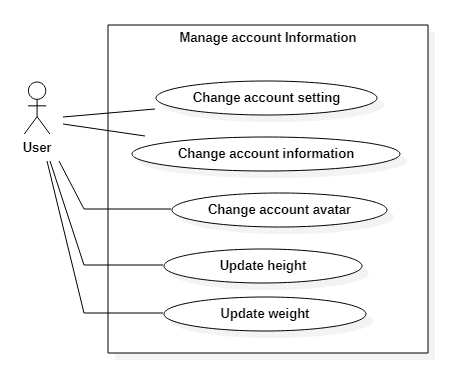 Manage account Information
Change account setting
User
Change account information
Change account avatar
Update height
Update weight